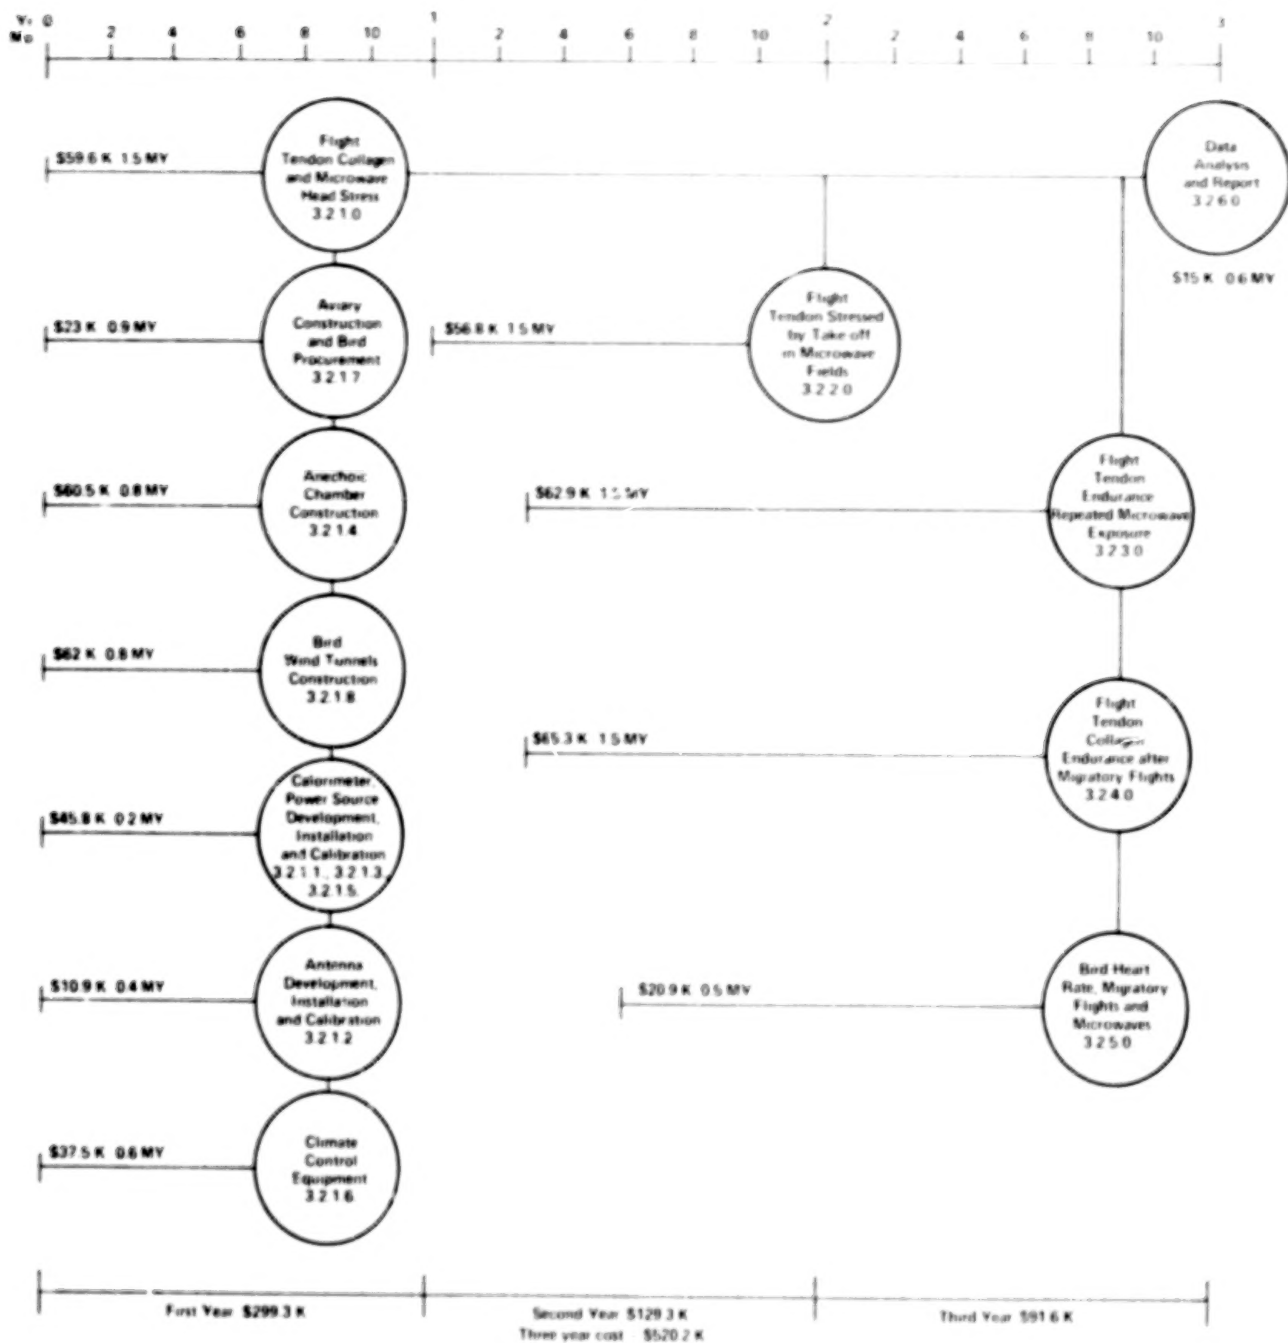 Yr 0 1 2 3
Mo 2 4 6 8 10 2 4 6 8 10 2 4 6 8 10
$59.6 K 1.5 MY
Flight
Tendon Collagen
and Microwave
Head Stress
3.2.1.0
Data
Analysis
and Report
3.2.6.0
$15 K 0.6 MY
$23 K 0.9 MY
Aviary
Construction
and Bird
Procurement
3.2.1.7
$56.8 K 1.5 MY
Flight
Tendon Stressed
by Take-off
in Microwave
Fields
3.2.2.0
$60.5 K 0.8 MY
Anechoic
Chamber
Construction
3.2.1.4
$62.9 K 1.5 MY
Flight
Tendon
Endurance
Repeated Microwave
Exposure
3.2.3.0
$62 K 0.8 MY
Bird
Wind Tunnels
Construction
3.2.1.8
$65.3 K 1.5 MY
Flight
Tendon
Collagen
Endurance after
Migratory Flights
3.2.4.0
$45.8 K 0.2 MY
Calorimeter,
Power Source
Development,
Installation
and Calibration
3.2.1.1., 3.2.1.3.,
3.2.1.5.
$10.9 K 0.4 MY
Antenna
Development,
Installation
and Calibration
3.2.1.2
$20.9 K 0.5 MY
Bird Heart
Rate, Migratory
Flights and
Microwaves
3.2.5.0
$37.5 K 0.6 MY
Climate
Control
Equipment
3.2.1.6
First Year $299.3 K
Second Year $129.3 K
Third Year $91.6 K
Three year cost - $520.2 K